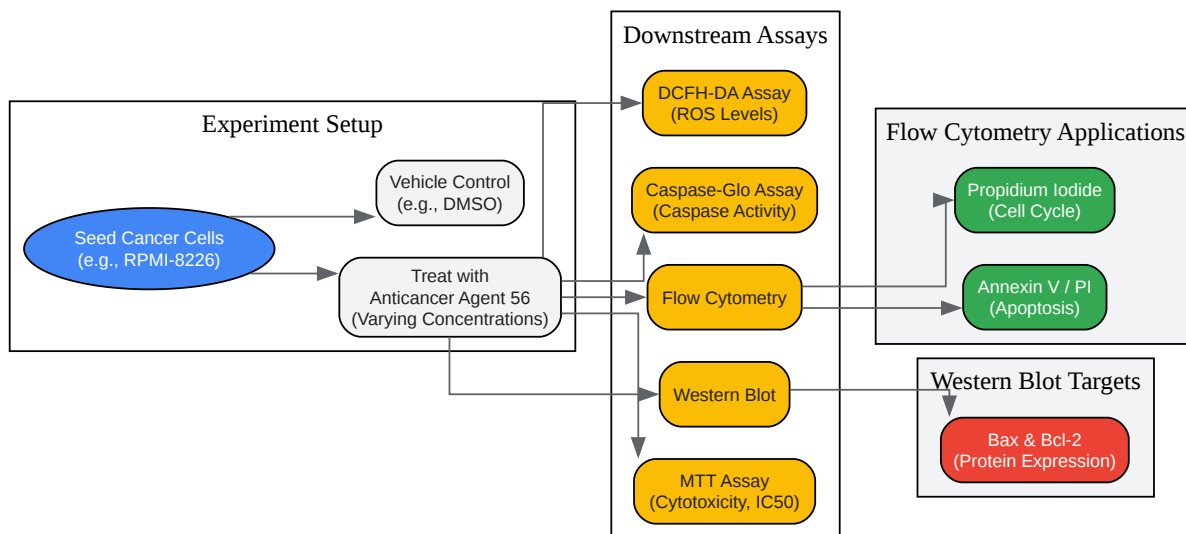 Experiment Setup
Seed Cancer Cells
(e.g., RPMI-8226)
Vehicle Control
(e.g., DMSO)
Treat with
Anticancer Agent 56
(Varying Concentrations)
Downstream Assays
DCFH-DA Assay
(ROS Levels)
Caspase-Glo Assay
(Caspase Activity)
Flow Cytometry
Western Blot
MTT Assay
(Cytotoxicity, IC50)
Flow Cytometry Applications
Propidium Iodide
(Cell Cycle)
Annexin V / PI
(Apoptosis)
Western Blot Targets
Bax & Bcl-2
(Protein Expression)